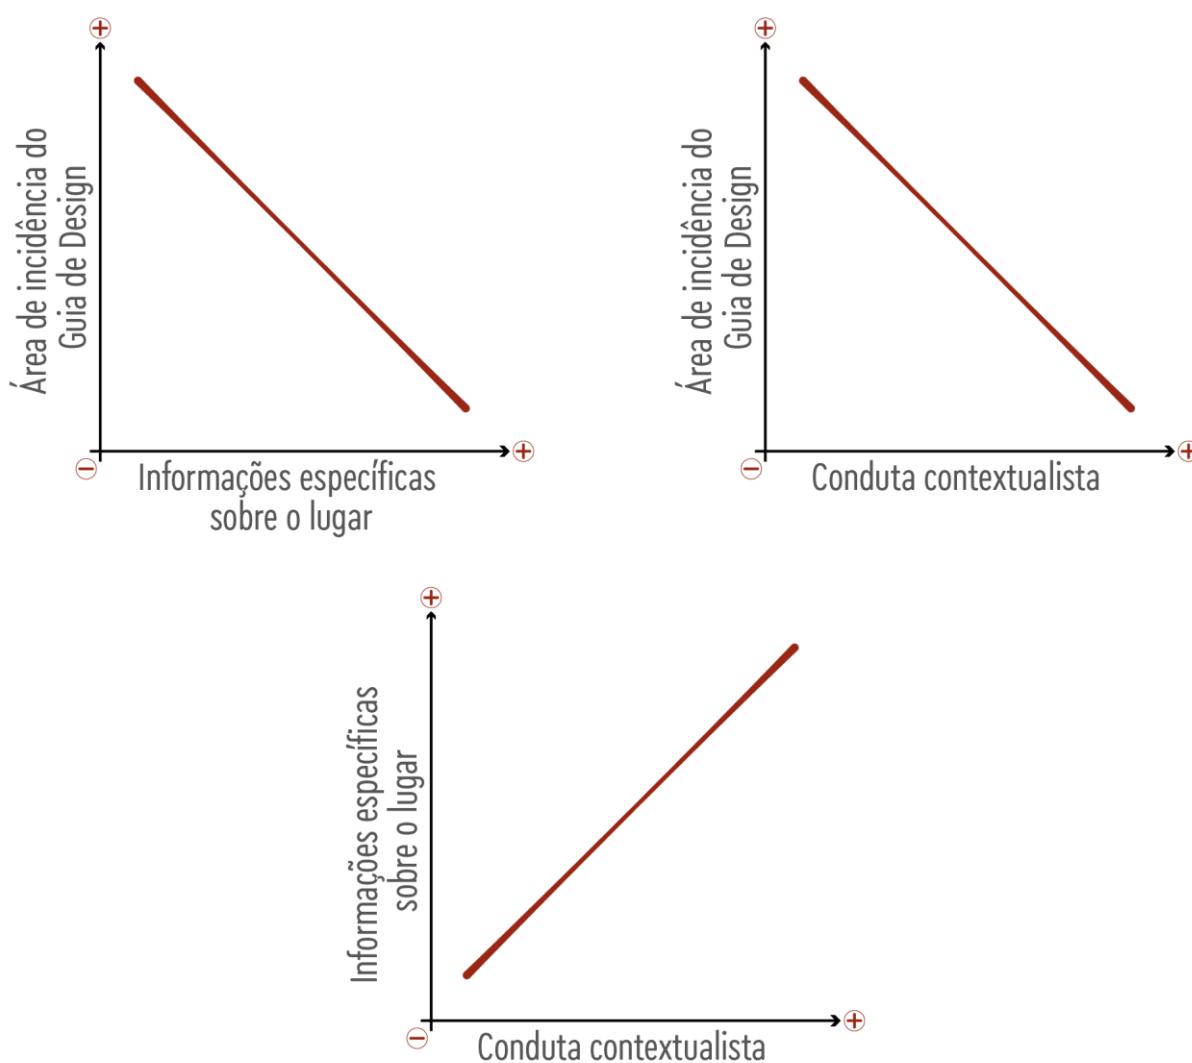 Área de incidência do
Guia de Design
Informações específicas
sobre o lugar
Área de incidência do
Guia de Design
Conduta contextualista
Informações específicas
sobre o lugar
Conduta contextualista